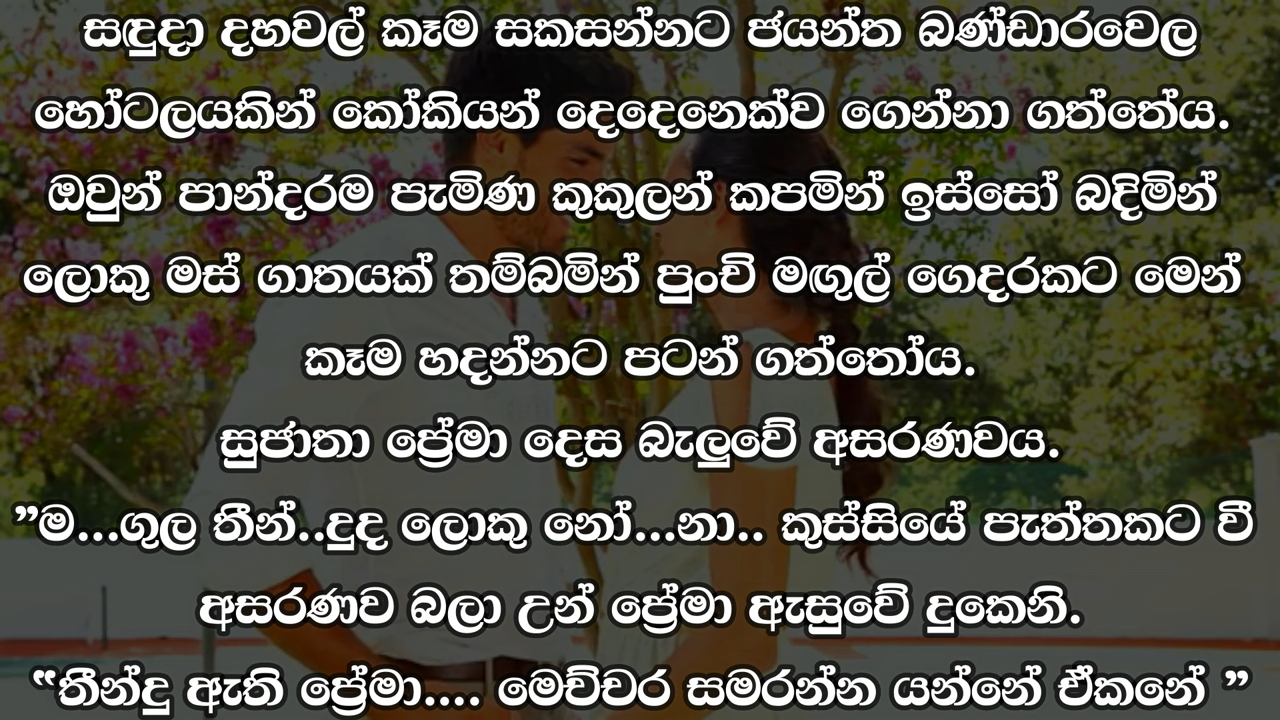 සඳුදා දහවල් කෑම සකසන්නට ජයන්ත බණ්ඩාරවෙල
හෝටලයකින් කෝකියන් දෙදෙනෙක්ව ගෙන්නා ගත්තේය.
ඔවුන් පාන්දරම පැමිණ කුකුලන් කපමින් ඉස්සෝ බදිමින්
ලොකු මස් ගාතයක් තම්බමින් පුංචි මඟුල් ගෙදරකට මෙන්
කෑම හදන්නට පටන් ගත්තෝය.
සුජාතා ප්‍රේමා දෙස බැලුවේ අසරණවය.
”ම...ගුල තීන්..දුද ලොකු නෝ...නා.. කුස්සියේ පැත්තකට වී
අසරණව බලා උන් ප්‍රේමා ඇසුවේ දුකෙනි.
“තීන්දු ඇති ප්‍රේමා.... මෙච්චර සමරන්න යන්නේ ඒකනේ ”